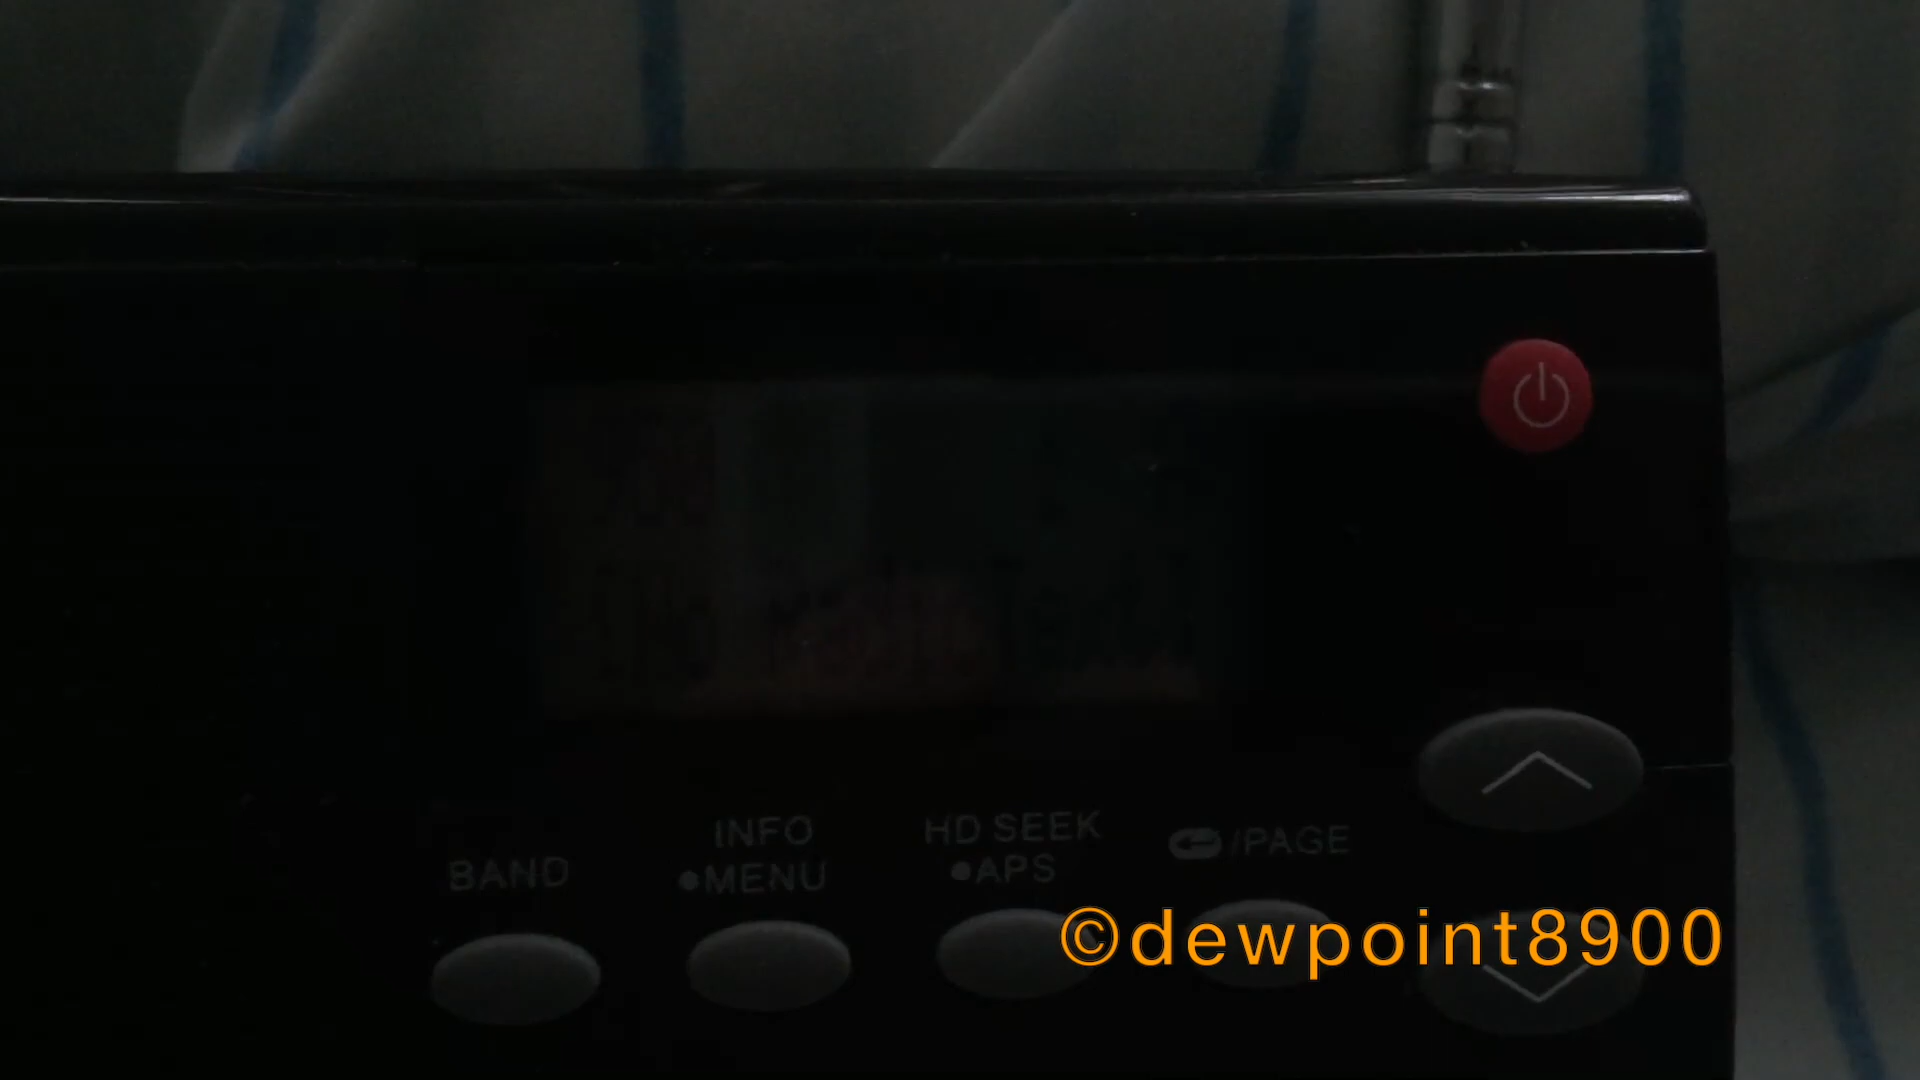 INFO
HD SEEK
/PAGE
BAND
•MENU
•APS
©dewpoint8900